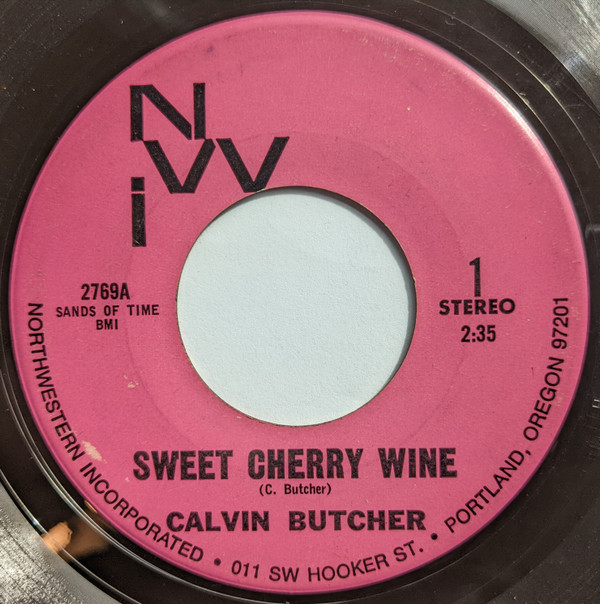 NWI
2769A
SANDS OF TIME
BMI
1
STEREO
2:35
SWEET CHERRY WINE
(C. Butcher)
CALVIN BUTCHER
NORTHWESTERN INCORPORATED • 011 SW HOOKER ST. • PORTLAND, OREGON 97201